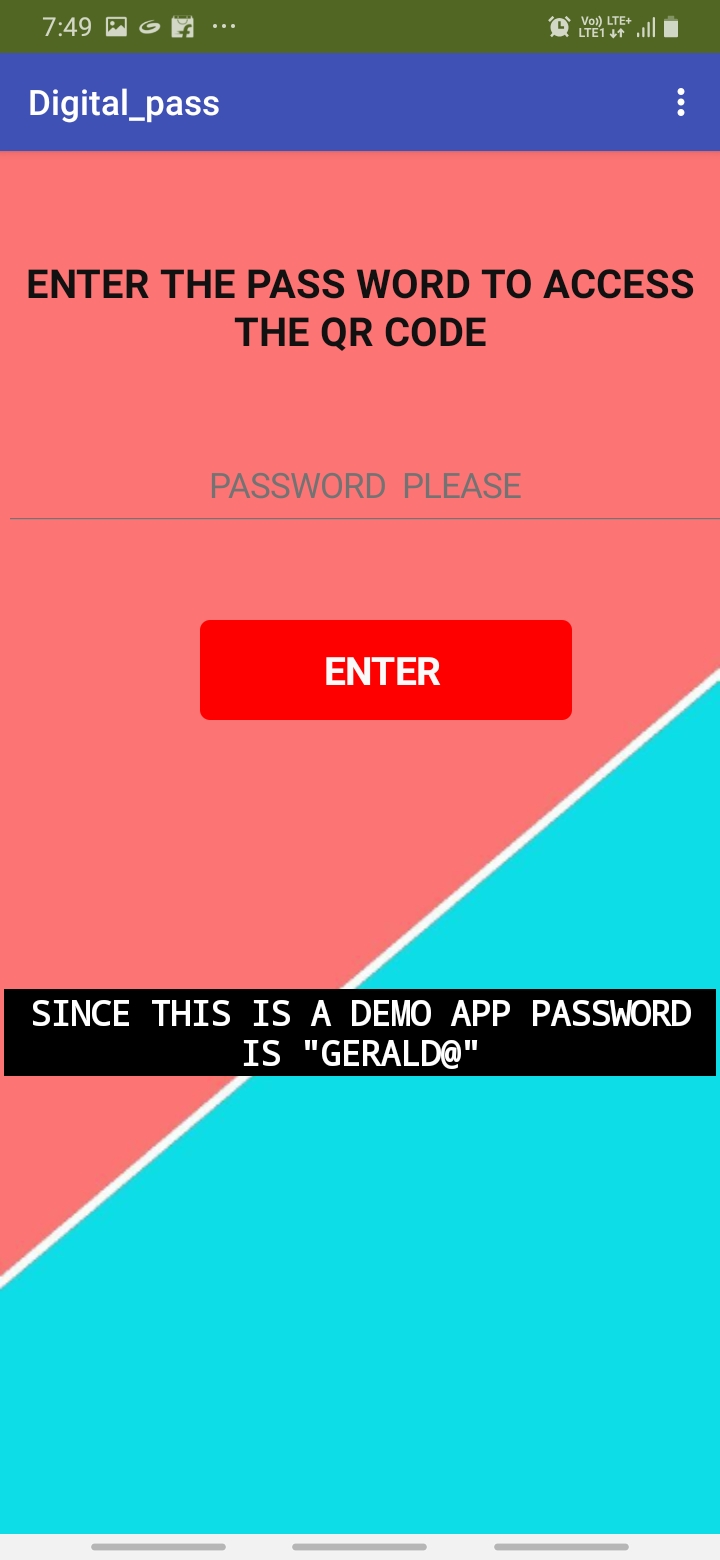 7:49
Vo)) LTE+
LTE1
Digital_pass
ENTER THE PASS WORD TO ACCESS
THE QR CODE
PASSWORD PLEASE
ENTER
SINCE THIS IS A DEMO APP PASSWORD
IS "GERALD@"